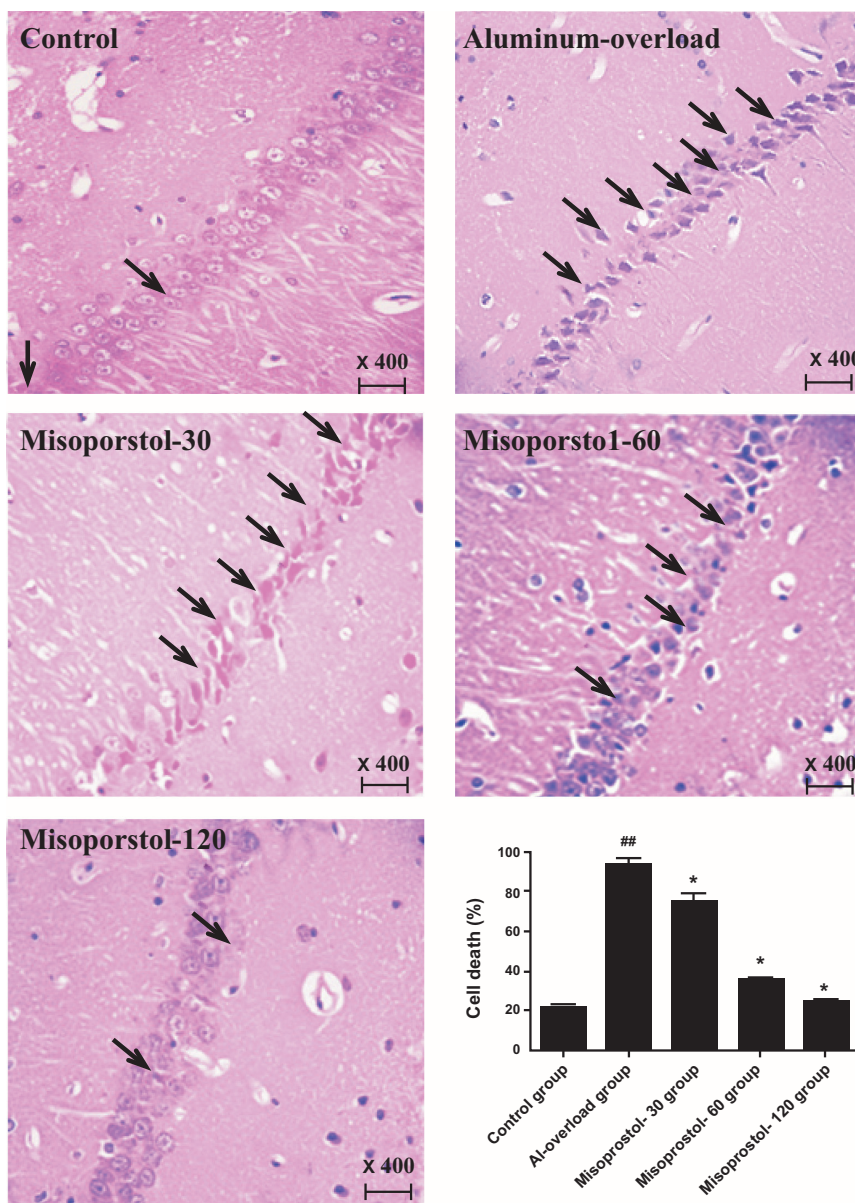 Control
x 400
Aluminum-overload
x 400
Misoporstol-30
x 400
Misoporsto1-60
x 400
Misoporstol-120
x 400
Cell death (%)
100
80
60
40
20
0
##
*
*
*
Control group
Al-overload group
Misoprostol- 30 group
Misoprostol- 60 group
Misoprostol- 120 group